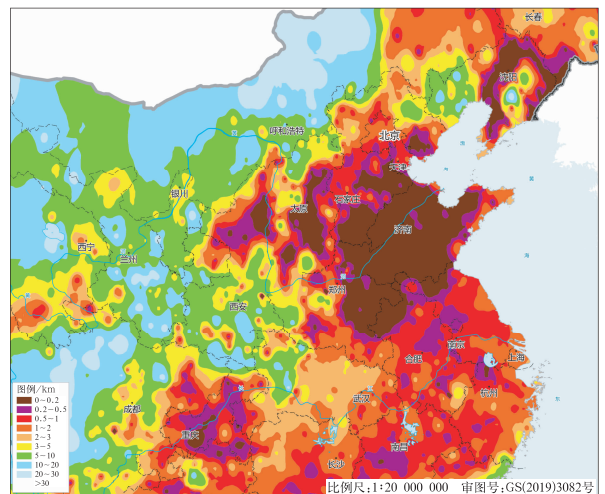 长春
沈阳
呼和浩特
北京
天津
银川
太原
石家庄
济南
西宁
兰州
西安
郑州
南京
合肥
上海
成都
武汉
杭州
重庆
南昌
长沙
图例/km
0~0.2
0.2~0.5
0.5~1
1~2
2~3
3~5
5~10
10~20
20~30
>30
比例尺:1:20 000 000 审图号:GS(2019)3082号